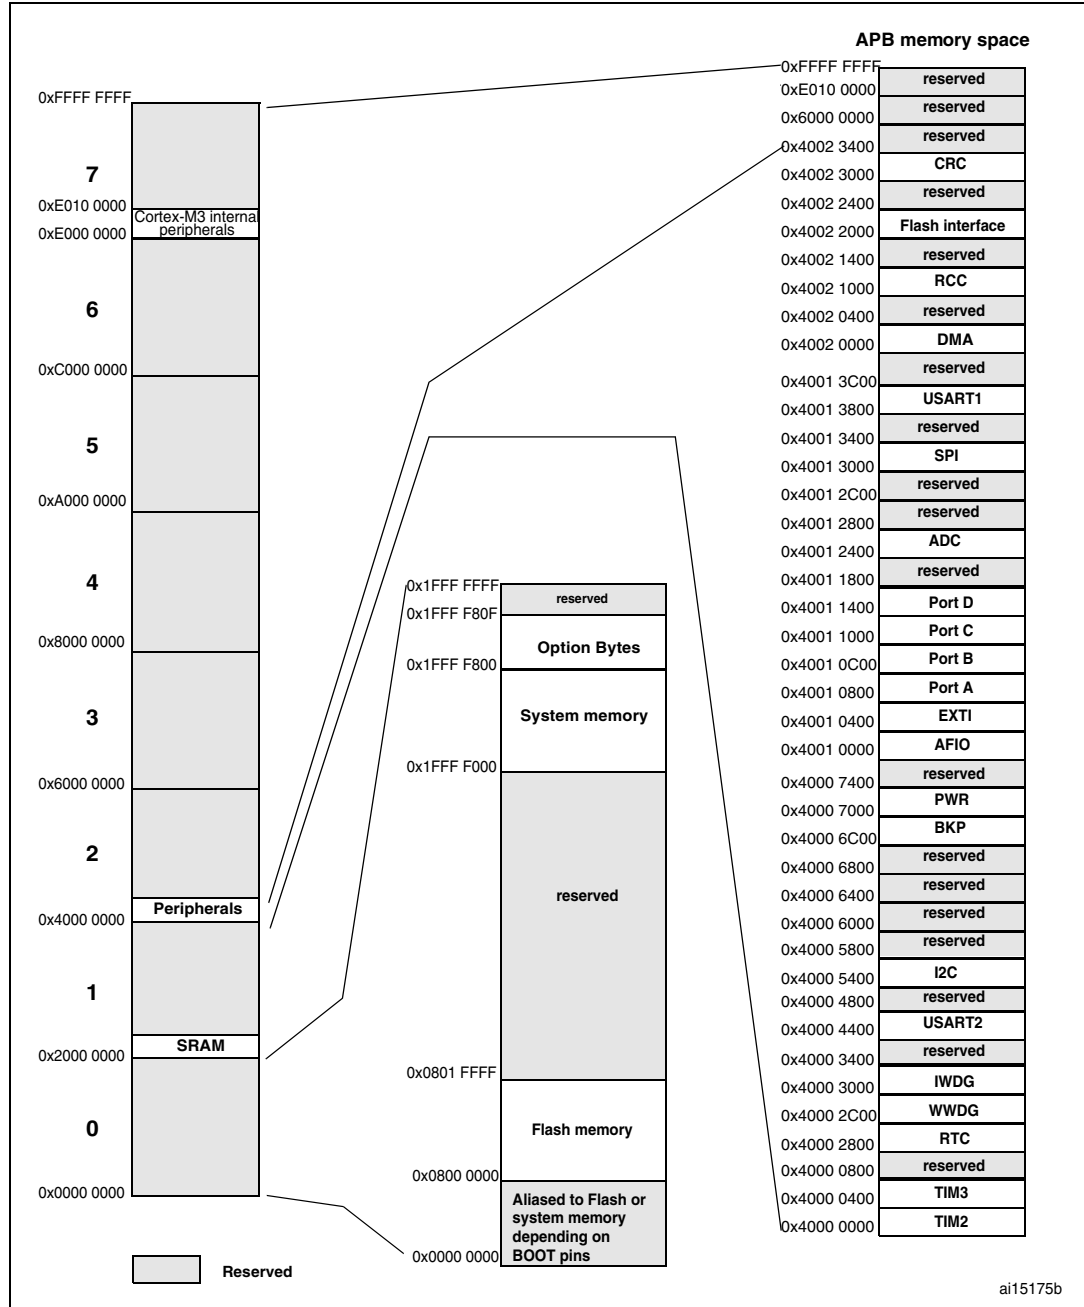 0xFFFF FFFF
7
0xE010 0000
Cortex-M3 internal
peripherals
0xE000 0000
6
0xC000 0000
5
0xA000 0000
4
0x8000 0000
3
0x6000 0000
2
Peripherals
0x4000 0000
1
SRAM
0x2000 0000
0
0x0000 0000
Reserved
0x1FFF FFFF
reserved
0x1FFF F80F
Option Bytes
0x1FFF F800
System memory
0x1FFF F000
reserved
0x0801 FFFF
Flash memory
0x0800 0000
Aliased to Flash or
system memory
depending on
BOOT pins
0x0000 0000
APB memory space
0xFFFF FFFF
reserved
0xE010 0000
reserved
0x6000 0000
reserved
0x4002 3400
CRC
0x4002 3000
reserved
0x4002 2400
Flash interface
0x4002 2000
reserved
0x4002 1400
RCC
0x4002 1000
reserved
0x4002 0400
DMA
0x4002 0000
reserved
0x4001 3C00
USART1
0x4001 3800
reserved
0x4001 3400
SPI
0x4001 3000
reserved
0x4001 2C00
reserved
0x4001 2800
ADC
0x4001 2400
reserved
0x4001 1800
Port D
0x4001 1400
Port C
0x4001 1000
Port B
0x4001 0C00
Port A
0x4001 0800
EXTI
0x4001 0400
AFIO
0x4001 0000
reserved
0x4000 7400
PWR
0x4000 7000
BKP
0x4000 6C00
reserved
0x4000 6800
reserved
0x4000 6400
reserved
0x4000 6000
reserved
0x4000 5800
I2C
0x4000 5400
reserved
0x4000 4800
USART2
0x4000 4400
reserved
0x4000 3400
IWDG
0x4000 3000
WWDG
0x4000 2C00
RTC
0x4000 2800
reserved
0x4000 0800
TIM3
0x4000 0400
TIM2
0x4000 0000
ai15175b